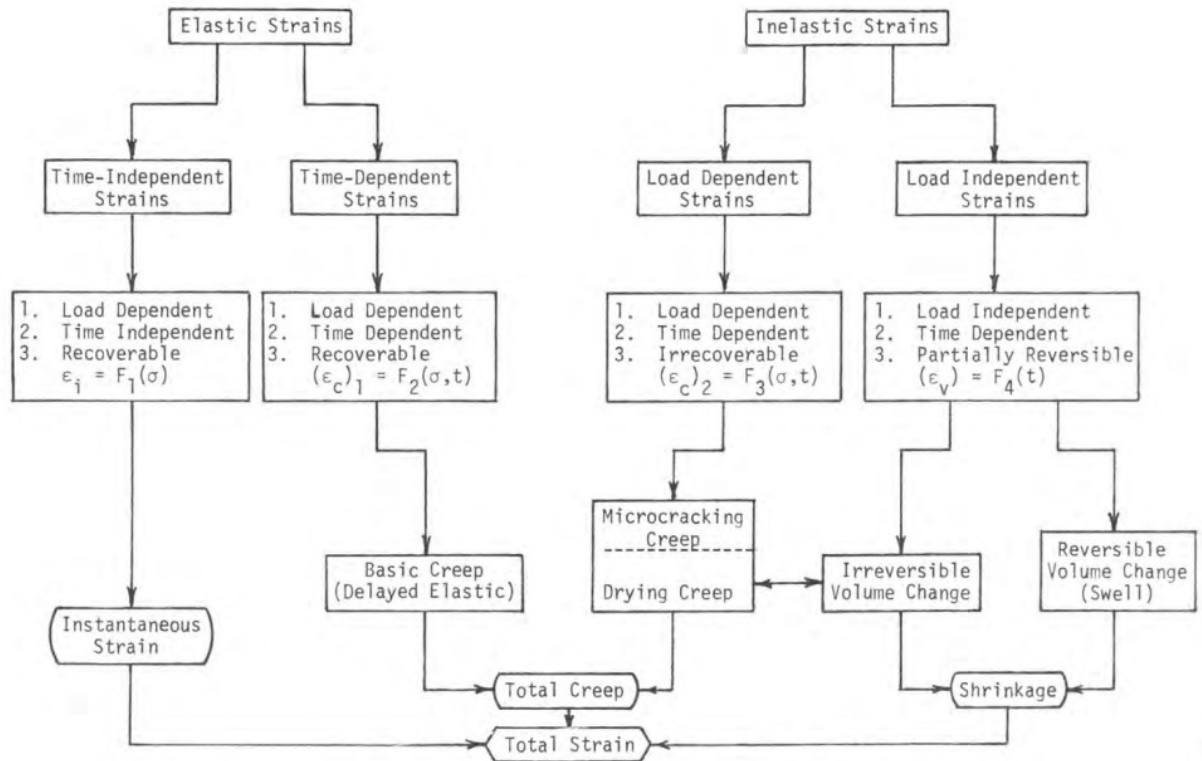 Elastic Strains
Inelastic Strains
Time-Independent
Strains
Time-Dependent
Strains
Load Dependent
Strains
Load Independent
Strains
1. Load Dependent
2. Time Independent
3. Recoverable
εi = F1(σ)
1. Load Dependent
2. Time Dependent
3. Recoverable
(εc)1 = F2(σ,t)
1. Load Dependent
2. Time Dependent
3. Irrecoverable
(εc)2 = F3(σ,t)
1. Load Independent
2. Time Dependent
3. Partially Reversible
(εv) = F4(t)
Microcracking
Creep
Drying Creep
Basic Creep
(Delayed Elastic)
Irreversible
Volume Change
Reversible
Volume Change
(Swell)
Instantaneous
Strain
Total Creep
Shrinkage
Total Strain